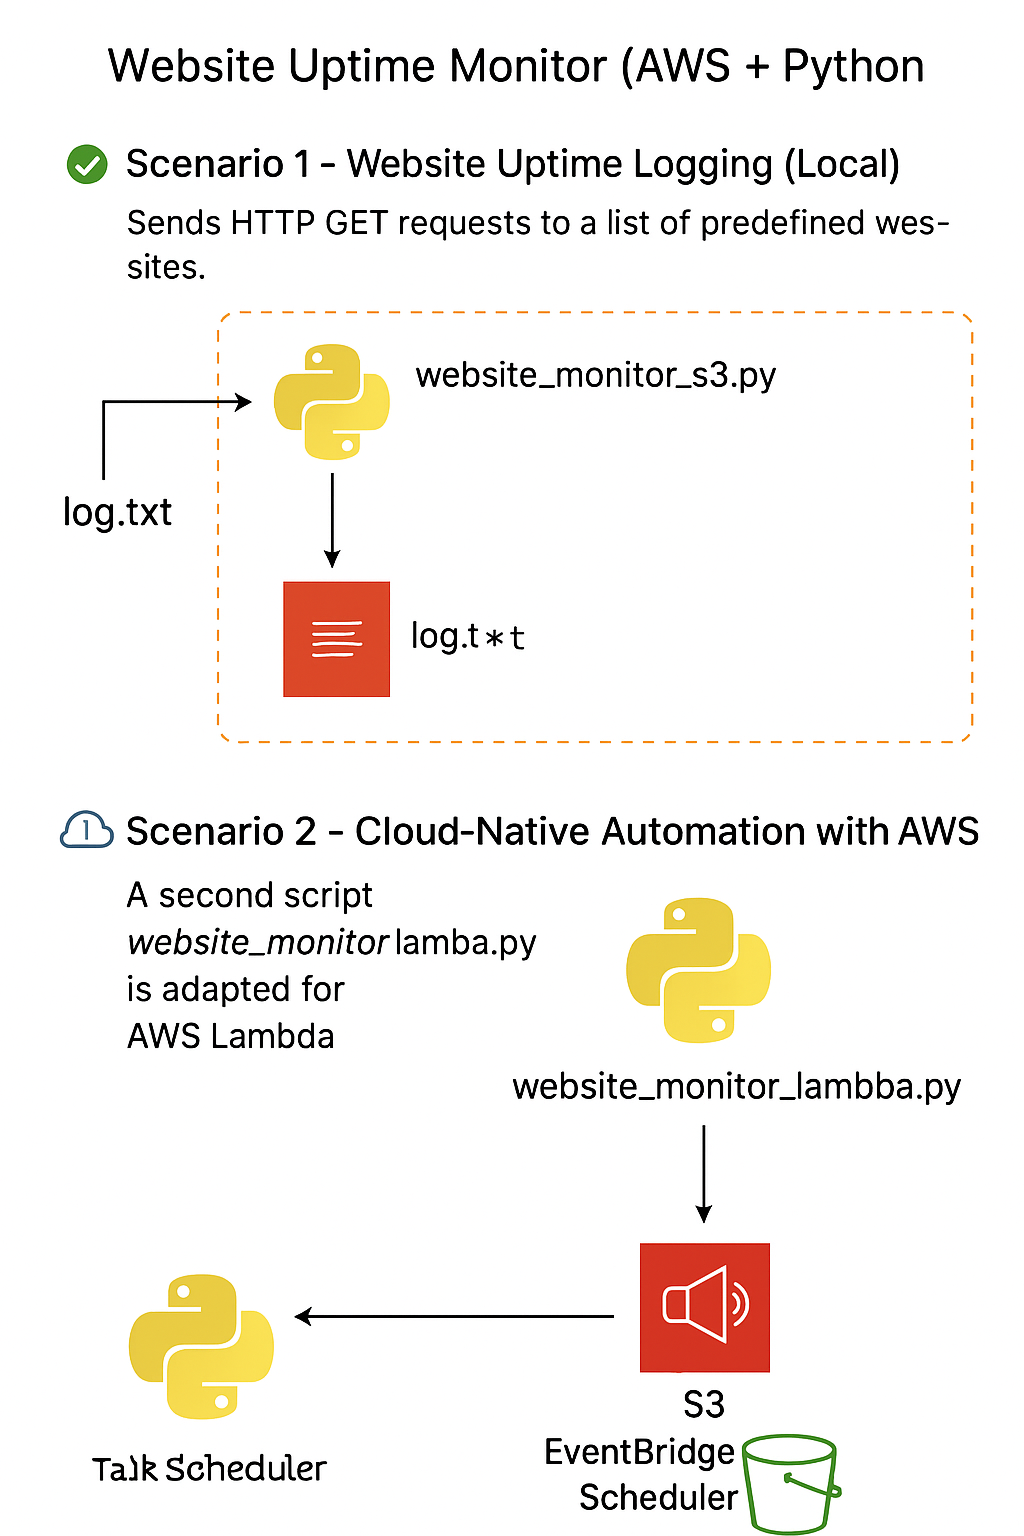 Website Uptime Monitor (AWS + Python
Scenario 1 - Website Uptime Logging (Local)
Sends HTTP GET requests to a list of predefined wes-
sites.
website_monitor_s3.py
log.txt
log.t*t
1
Scenario 2 - Cloud-Native Automation with AWS
A second script
website_monitor lamba.py
is adapted for
AWS Lambda
website_monitor_lambba.py
S3
EventBridge
Scheduler
Talk Scheduler